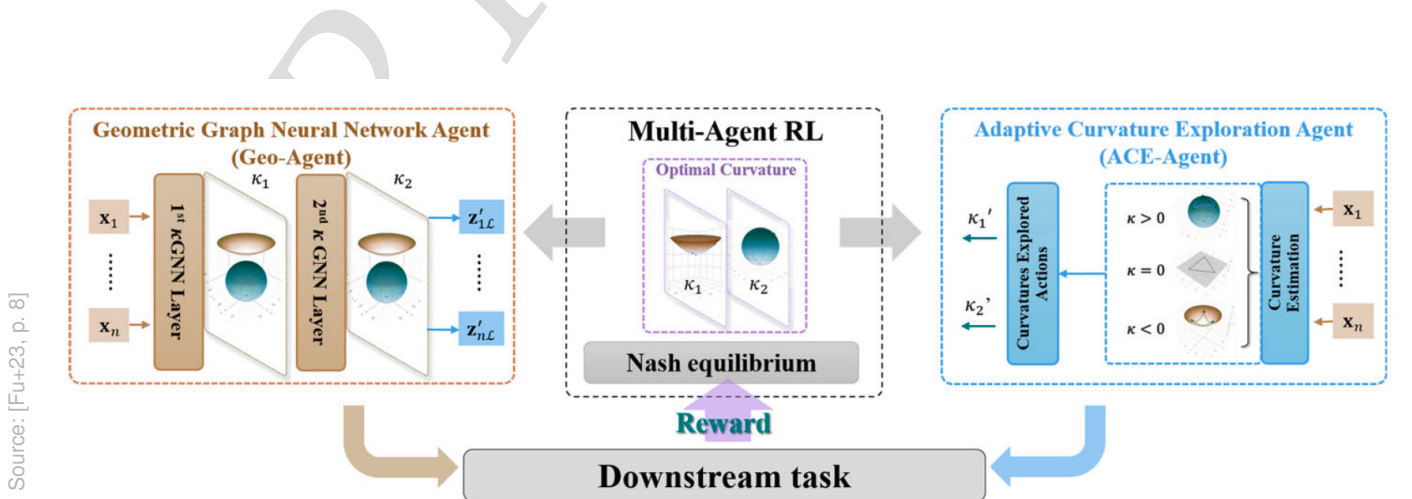 Geometric Graph Neural Network Agent
(Geo-Agent)
x₁
......
xₙ
1ˢᵗ κGNN Layer
κ₁
2ⁿᵈ κ GNN Layer
κ₂
z′₁ℒ
......
z′ₙℒ
Multi-Agent RL
Optimal Curvature
κ₁
κ₂
Nash equilibrium
Reward
Downstream task
Adaptive Curvature Exploration Agent
(ACE-Agent)
κ₁′
κ₂’
Curvatures Explored
Actions
κ > 0
κ = 0
κ < 0
Curvature
Estimation
x₁
......
xₙ
Source: [Fu+23, p. 8]